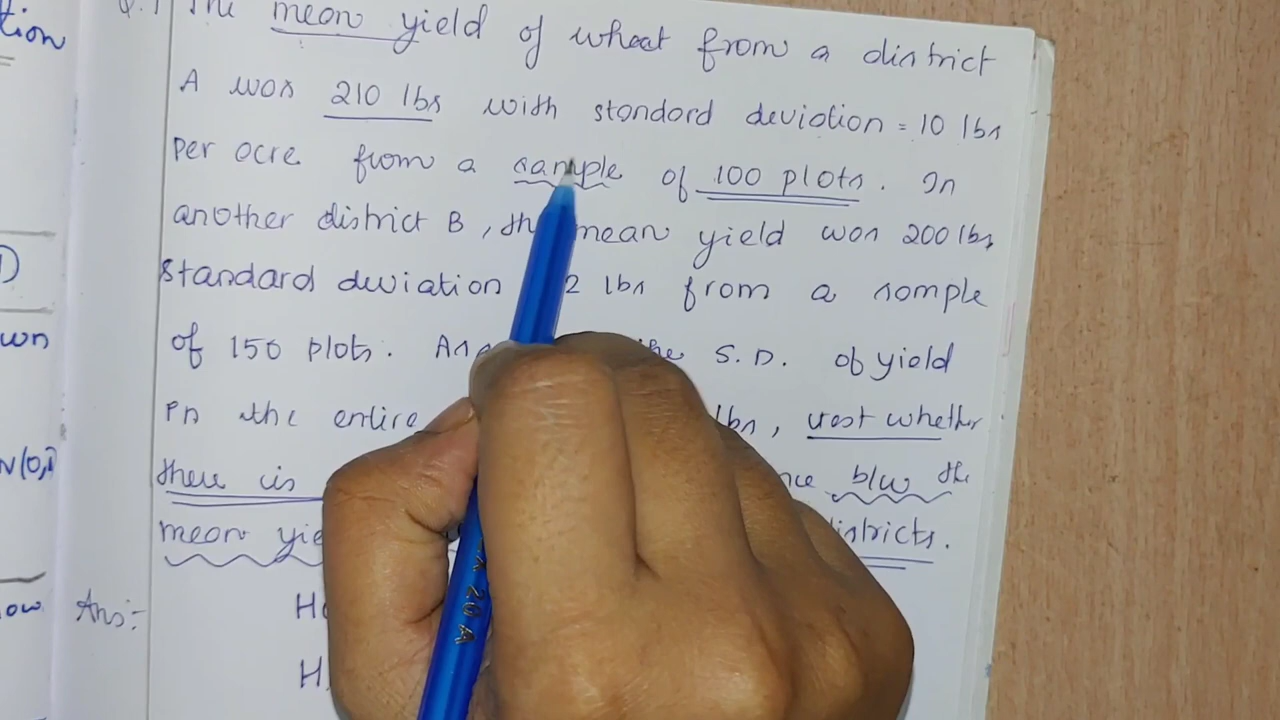 tion
Q.1 The mean yield of wheat from a district
A was 210 lbs with standard deviation = 10 lbs
per acre from a sample of 100 plots. In
another district B, the mean yield was 200 lbs,
standard deviation 2 lbs from a sample
of 150 plots. S.D. of yield
in the entire lbs, test whether
there is b/w the
mean districts.
wn
N(0,1)
ow
Ans:-
H
H
20 A